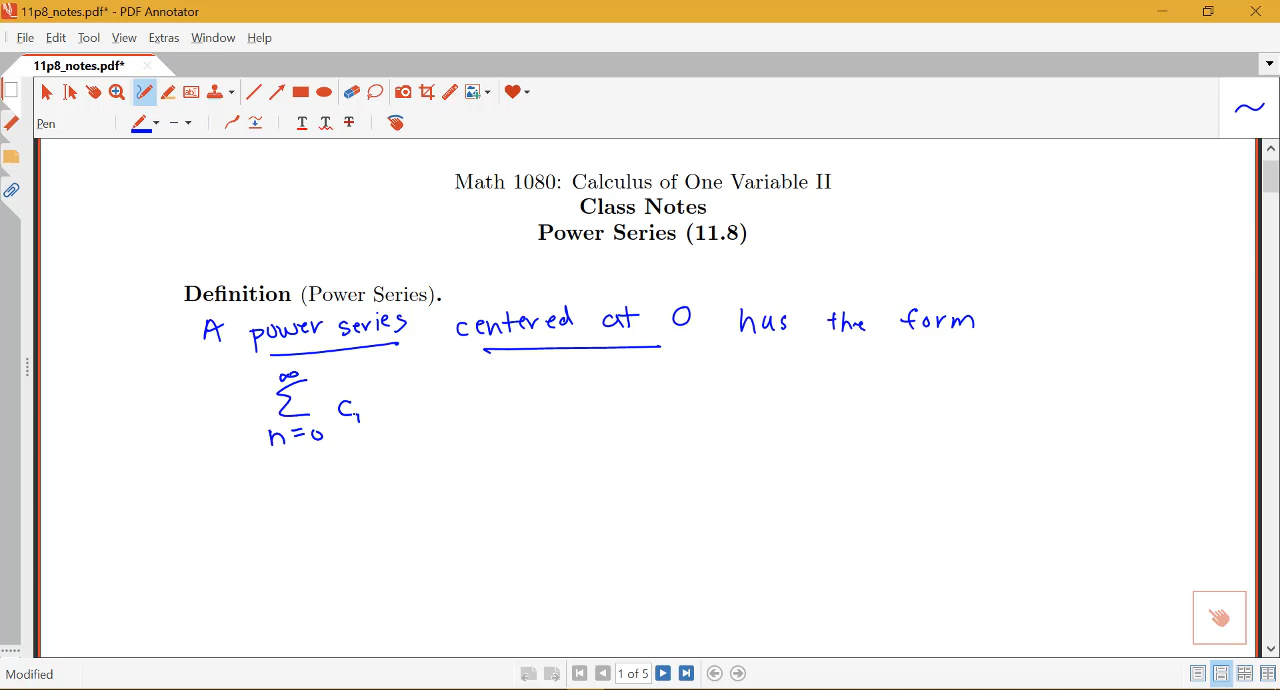 11p8_notes.pdf* - PDF Annotator
File Edit Tool View Extras Window Help
11p8_notes.pdf*
Pen
Math 1080: Calculus of One Variable II
Class Notes
Power Series (11.8)
Definition (Power Series).
A power series centered at 0 has the form
∞
Σ c
n=0
Modified
1 of 5